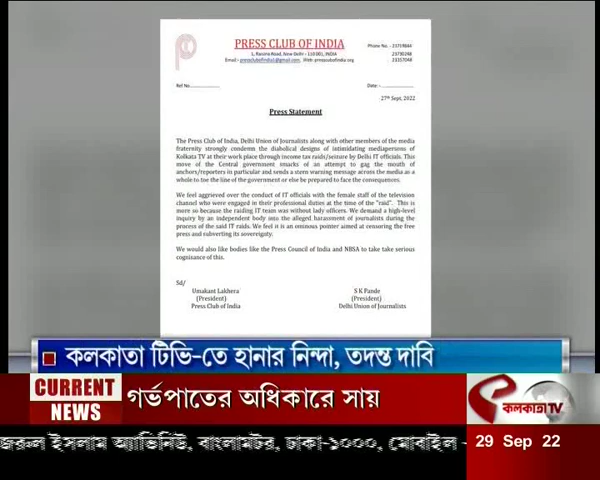 PRESS CLUB OF INDIA
1, Raisina Road, New Delhi - 110 001, INDIA
Email - pressclubofindia1@gmail.com, Web: pressclubofindia.org
Phone No. - 23719844
23730248
23357048
Ref No
Date: -
27th Sept, 2022
Press Statement
The Press Club of India, Delhi Union of Journalists along with other members of the media
fraternity strongly condemn the diabolical designs of intimidating mediapersons of
Kolkata TV at their work place through income tax raids/seizure by Delhi IT officials. This
move of the Central government smacks of an attempt to gag the mouth of
anchors/reporters in particular and sends a stern warning message across the media as a
whole to tie the line of the government or else be prepared to face the consequences.
We feel aggrieved over the conduct of IT officials with the female staff of the television
channel who were engaged in their professional duties at the time of the "raid". This is
more so because the raiding IT team was without lady officers. We demand a high-level
inquiry by an independent body into the alleged harassment of journalists during the
process of the said IT raids. We feel it is an ominous pointer aimed at censuring the free
press and subverting its sovereignty.
We would also like bodies like the Press Council of India and NBSA to take take serious
cognisance of this.
Sd/
Umakant Lakhera
(President)
Press Club of India
S K Pande
(President)
Delhi Union of Journalists
কলকাতা টিভি-তে হানার নিন্দা, তদন্ত দাবি
CURRENT
NEWS
গর্ভপাতের অধিকারে সায়
কলকাতা TV
জরুল ইসলাম অ্যাভিনিউ, বাংলামটর, ঢাকা-১০০০, মোবাইল -
29 Sep 22